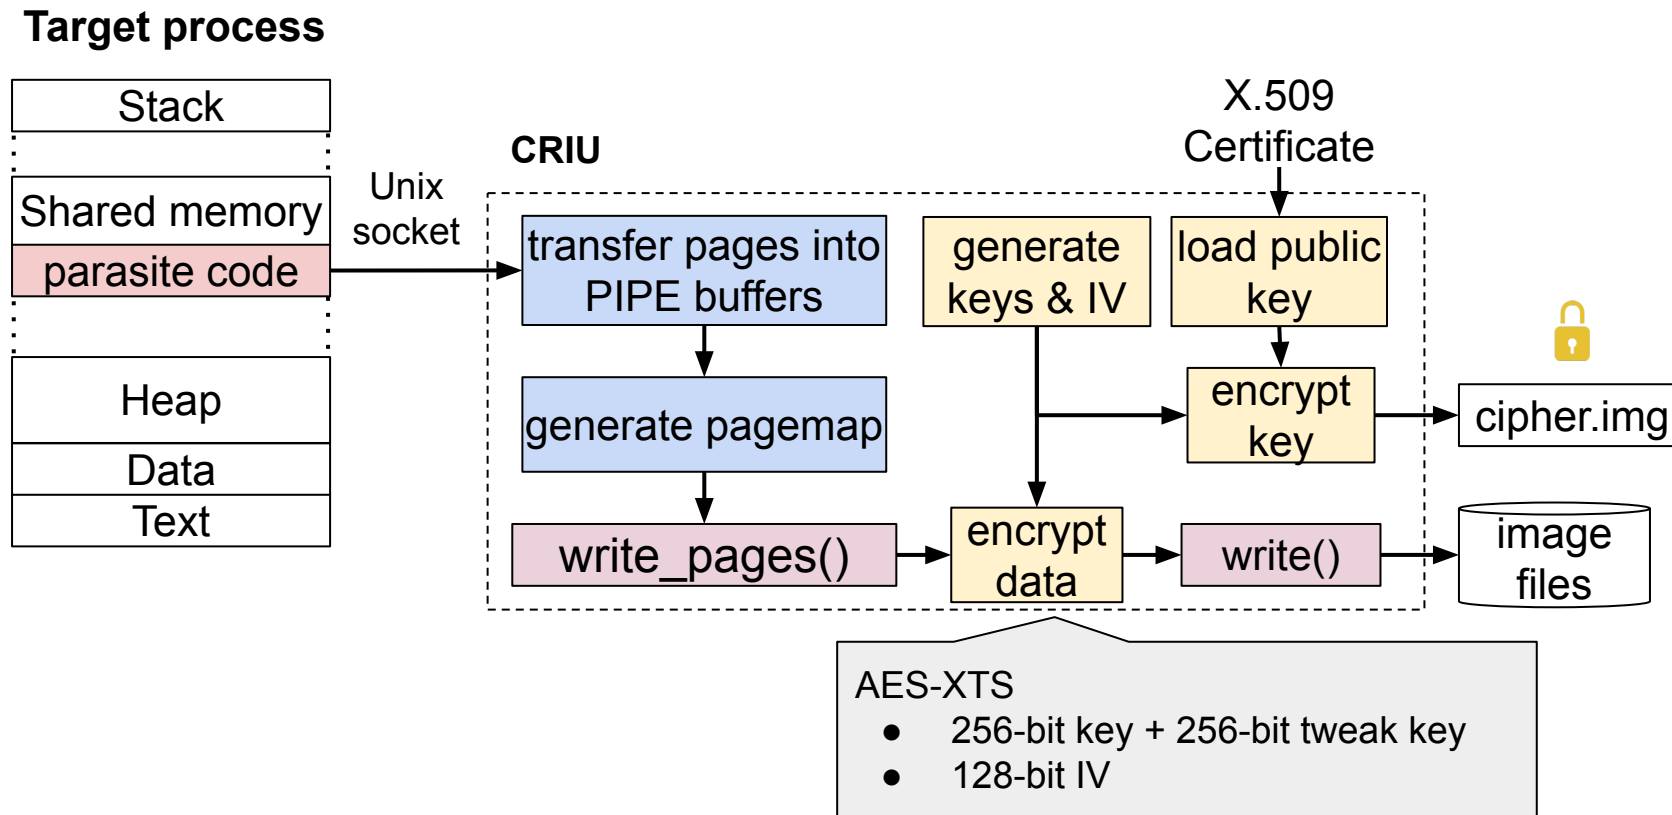 Target process
Stack
Shared memory
parasite code
Heap
Data
Text
Unix
socket
CRIU
X.509
Certificate
transfer pages into
PIPE buffers
generate pagemap
write_pages()
generate
keys & IV
load public
key
encrypt
key
encrypt
data
write()
cipher.img
image
files
AES-XTS
● 256-bit key + 256-bit tweak key
● 128-bit IV